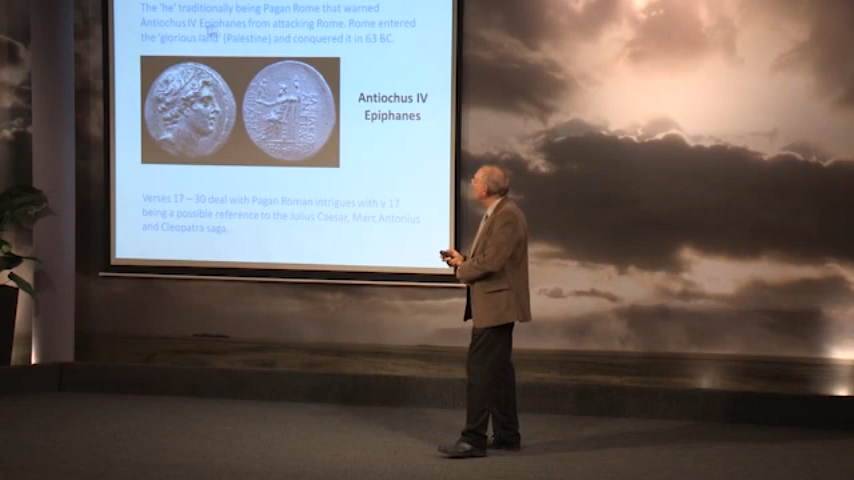 The 'he' traditionally being Pagan Rome that warned
Antiochus IV Epiphanes from attacking Rome. Rome entered
the 'glorious land' (Palestine) and conquered it in 63 BC.
Antiochus IV
Epiphanes
Verses 17 – 30 deal with Pagan Roman intrigues with v 17
being a possible reference to the Julius Caesar, Marc Antonius
and Cleopatra saga.